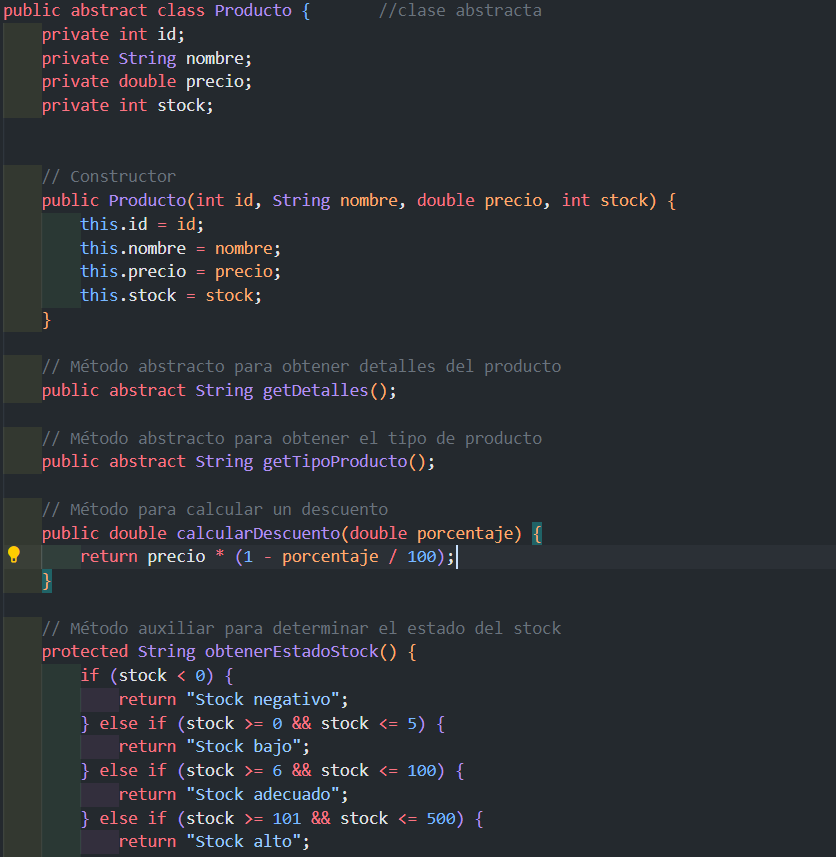 public abstract class Producto {       //clase abstracta
    private int id;
    private String nombre;
    private double precio;
    private int stock;
    // Constructor
    public Producto(int id, String nombre, double precio, int stock) {
        this.id = id;
        this.nombre = nombre;
        this.precio = precio;
        this.stock = stock;
    }
    // Método abstracto para obtener detalles del producto
    public abstract String getDetalles();
    // Método abstracto para obtener el tipo de producto
    public abstract String getTipoProducto();
    // Método para calcular un descuento
    public double calcularDescuento(double porcentaje) {
        return precio * (1 - porcentaje / 100);
    }
    // Método auxiliar para determinar el estado del stock
    protected String obtenerEstadoStock() {
        if (stock < 0) {
            return "Stock negativo";
        } else if (stock >= 0 && stock <= 5) {
            return "Stock bajo";
        } else if (stock >= 6 && stock <= 100) {
            return "Stock adecuado";
        } else if (stock >= 101 && stock <= 500) {
            return "Stock alto";